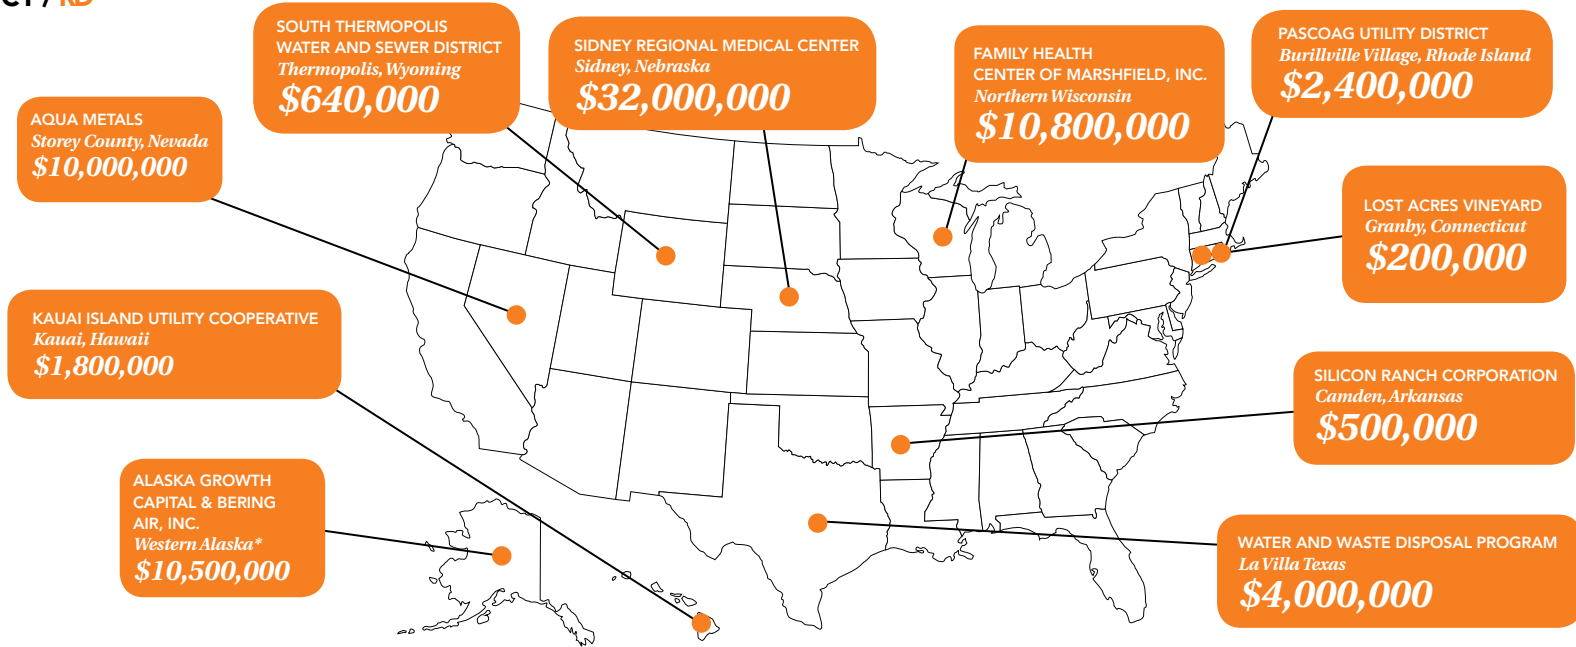 CT / RD
SOUTH THERMOPOLIS
WATER AND SEWER DISTRICT
Thermopolis, Wyoming
$640,000
SIDNEY REGIONAL MEDICAL CENTER
Sidney, Nebraska
$32,000,000
FAMILY HEALTH
CENTER OF MARSHFIELD, INC.
Northern Wisconsin
$10,800,000
PASCOAG UTILITY DISTRICT
Burillville Village, Rhode Island
$2,400,000
AQUA METALS
Storey County, Nevada
$10,000,000
LOST ACRES VINEYARD
Granby, Connecticut
$200,000
KAUAI ISLAND UTILITY COOPERATIVE
Kauai, Hawaii
$1,800,000
SILICON RANCH CORPORATION
Camden, Arkansas
$500,000
ALASKA GROWTH
CAPITAL & BERING
AIR, INC.
Western Alaska*
$10,500,000
WATER AND WASTE DISPOSAL PROGRAM
La Villa Texas
$4,000,000